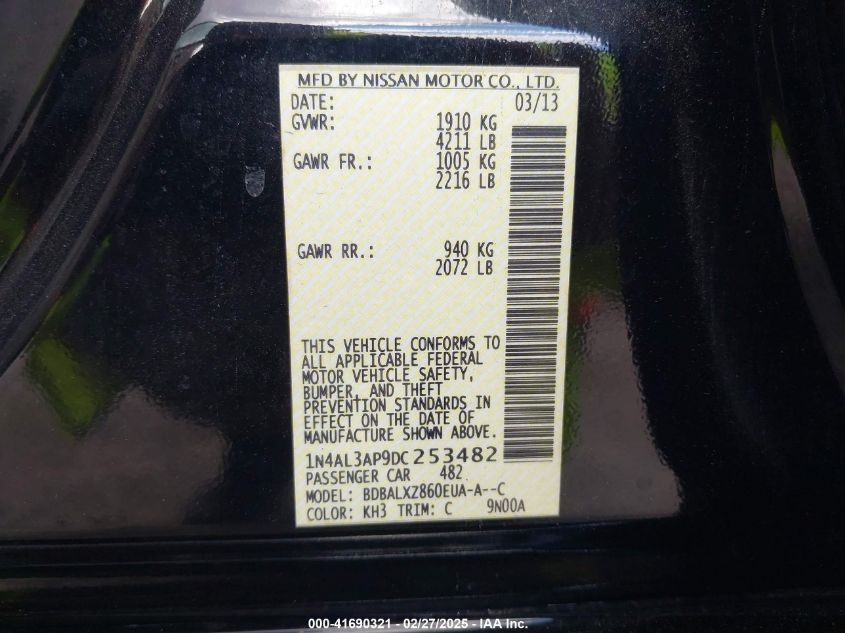 MFD BY NISSAN MOTOR CO., LTD.
DATE: 03/13
GVWR: 1910 KG
4211 LB
GAWR FR.: 1005 KG
2216 LB
GAWR RR.: 940 KG
2072 LB
THIS VEHICLE CONFORMS TO
ALL APPLICABLE FEDERAL
MOTOR VEHICLE SAFETY,
BUMPER, AND THEFT
PREVENTION STANDARDS IN
EFFECT ON THE DATE OF
MANUFACTURE SHOWN ABOVE.
1N4AL3AP9DC253482
PASSENGER CAR 482
MODEL: BDBALXZ860EUA-A--C
COLOR: KH3 TRIM: C 9N00A
000-41690321 - 02/27/2025 - IAA Inc.